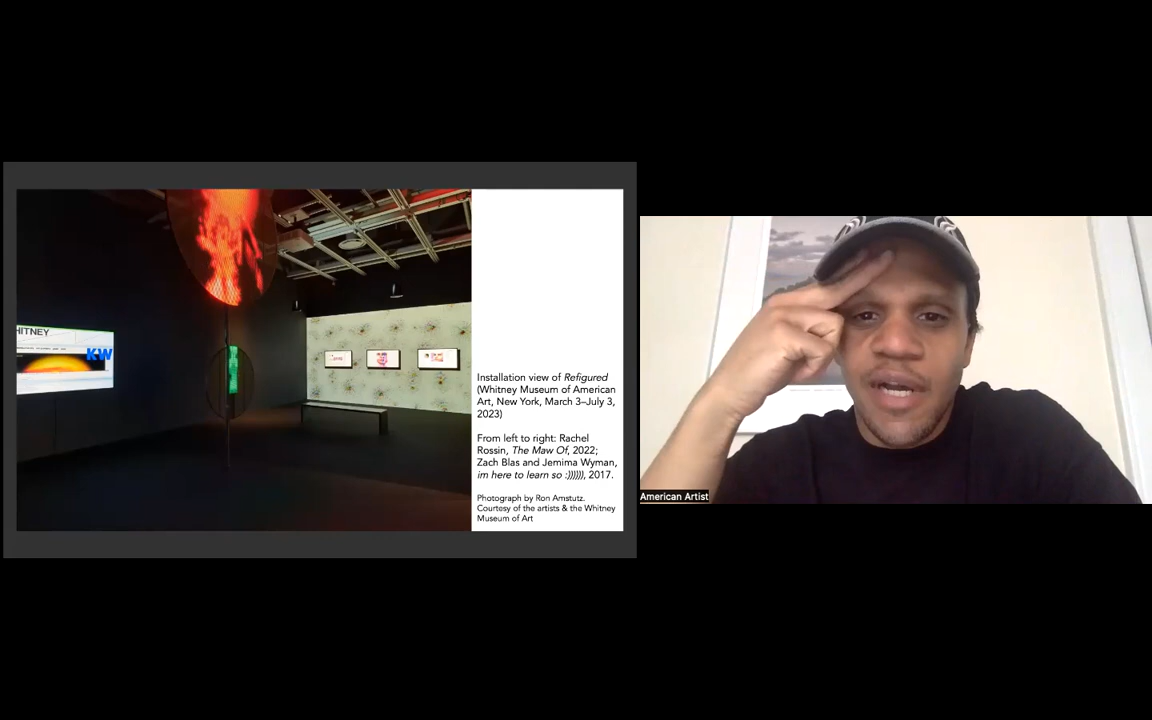 HITNEY
KW
Installation view of Refigured
(Whitney Museum of American
Art, New York, March 3–July 3,
2023)
From left to right: Rachel
Rossin, The Maw Of, 2022;
Zach Blas and Jemima Wyman,
im here to learn so :)))))), 2017.
Photograph by Ron Amstutz.
Courtesy of the artists & the Whitney
Museum of Art
American Artist